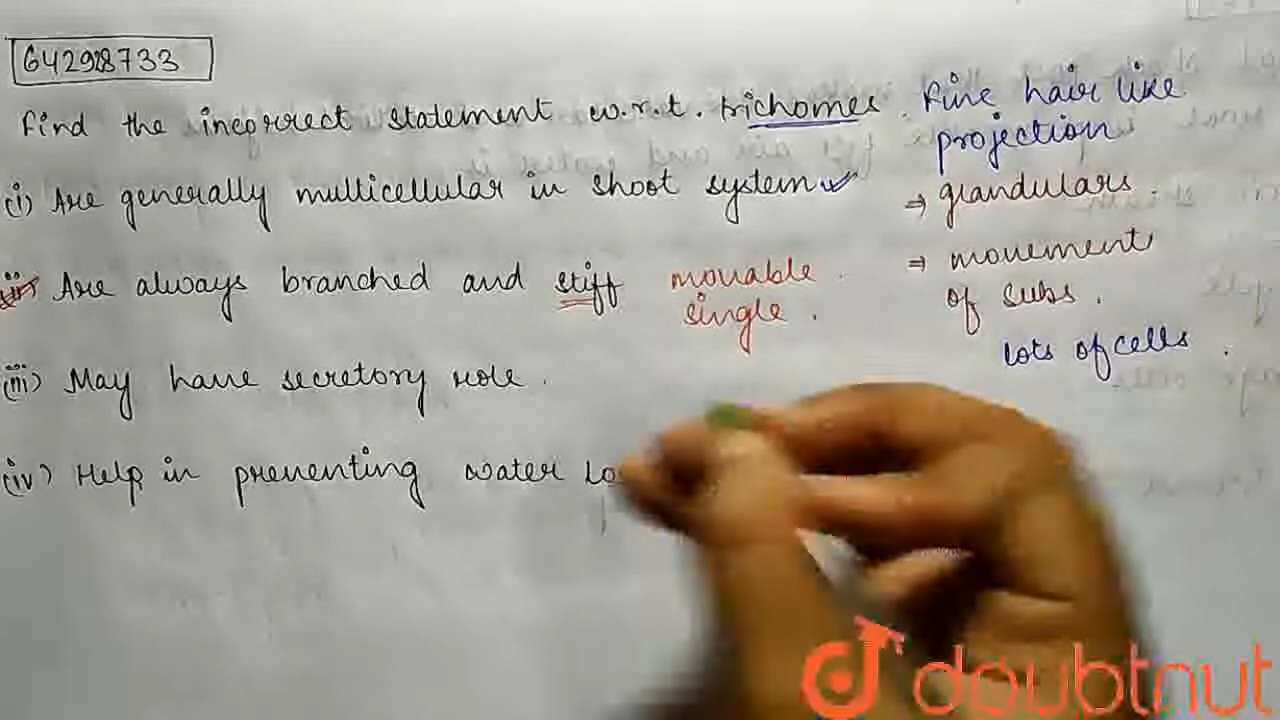 642928733
Find the incorrect statement w.r.t. trichomes. Fine hair like
projection
(i) Are generally multicellular in shoot system ⇒ glandulars.
(ii) Are always branched and stiff movable. ⇒ movement
single. of subs.
lots of cells.
(iii) May have secretory role.
(iv) Help in preventing water
doubtnut